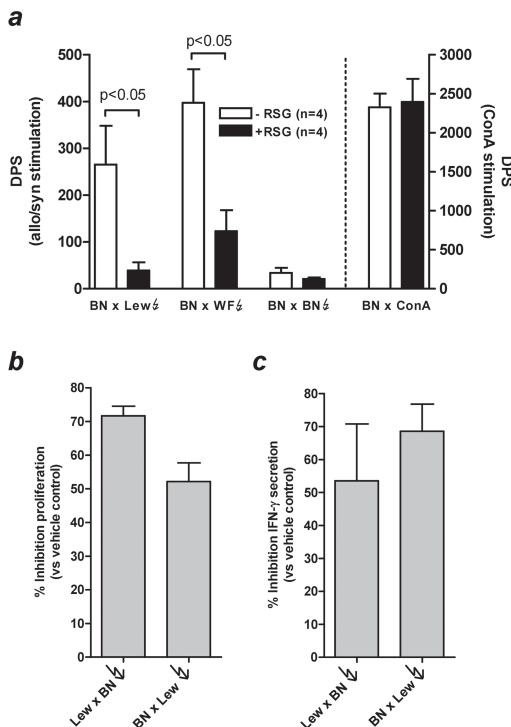 a
p<0.05
p<0.05
- RSG (n=4)
+RSG (n=4)
DPS
(allo/syn stimulation)
500
400
300
200
100
0
DPS
(ConA stimulation)
3000
2500
2000
1500
1000
500
0
BN x Lew
BN x WF
BN x BN
BN x ConA
b
% Inhibition proliferation
(vs vehicle control)
80
70
60
50
40
30
20
10
0
Lew x BN
BN x Lew
c
% Inhibition IFN-γ secretion
(vs vehicle control)
80
70
60
50
40
30
20
10
0
Lew x BN
BN x Lew